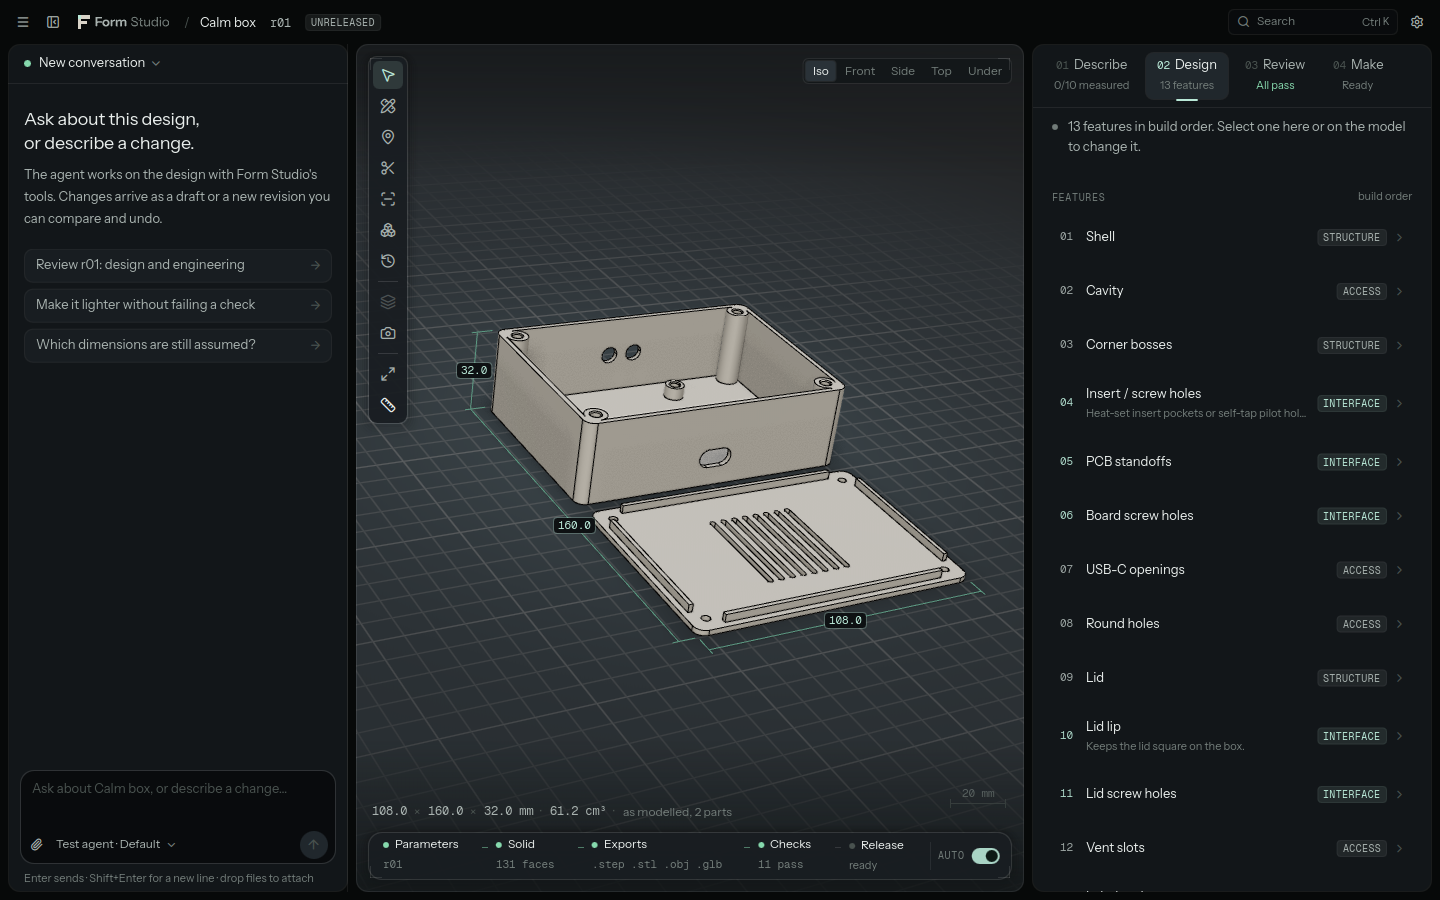 Form Studio / Calm box r01 UNRELEASED
Search Ctrl K
New conversation
Ask about this design,
or describe a change.
The agent works on the design with Form Studio's
tools. Changes arrive as a draft or a new revision you
can compare and undo.
Review r01: design and engineering
Make it lighter without failing a check
Which dimensions are still assumed?
Ask about Calm box, or describe a change...
Test agent · Default
Enter sends · Shift+Enter for a new line · drop files to attach
Iso Front Side Top Under
32.0
160.0
108.0
20 mm
108.0 × 160.0 × 32.0 mm · 61.2 cm³ · as modelled, 2 parts
Parameters
r01
Solid
131 faces
Exports
.step .stl .obj .glb
Checks
11 pass
Release
ready
AUTO
01 Describe
0/10 measured
02 Design
13 features
03 Review
All pass
04 Make
Ready
13 features in build order. Select one here or on the model
to change it.
FEATURES build order
01 Shell STRUCTURE
02 Cavity ACCESS
03 Corner bosses STRUCTURE
04 Insert / screw holes INTERFACE
Heat-set insert pockets or self-tap pilot hol...
05 PCB standoffs INTERFACE
06 Board screw holes INTERFACE
07 USB-C openings ACCESS
08 Round holes ACCESS
09 Lid STRUCTURE
10 Lid lip INTERFACE
Keeps the lid square on the box.
11 Lid screw holes INTERFACE
12 Vent slots ACCESS